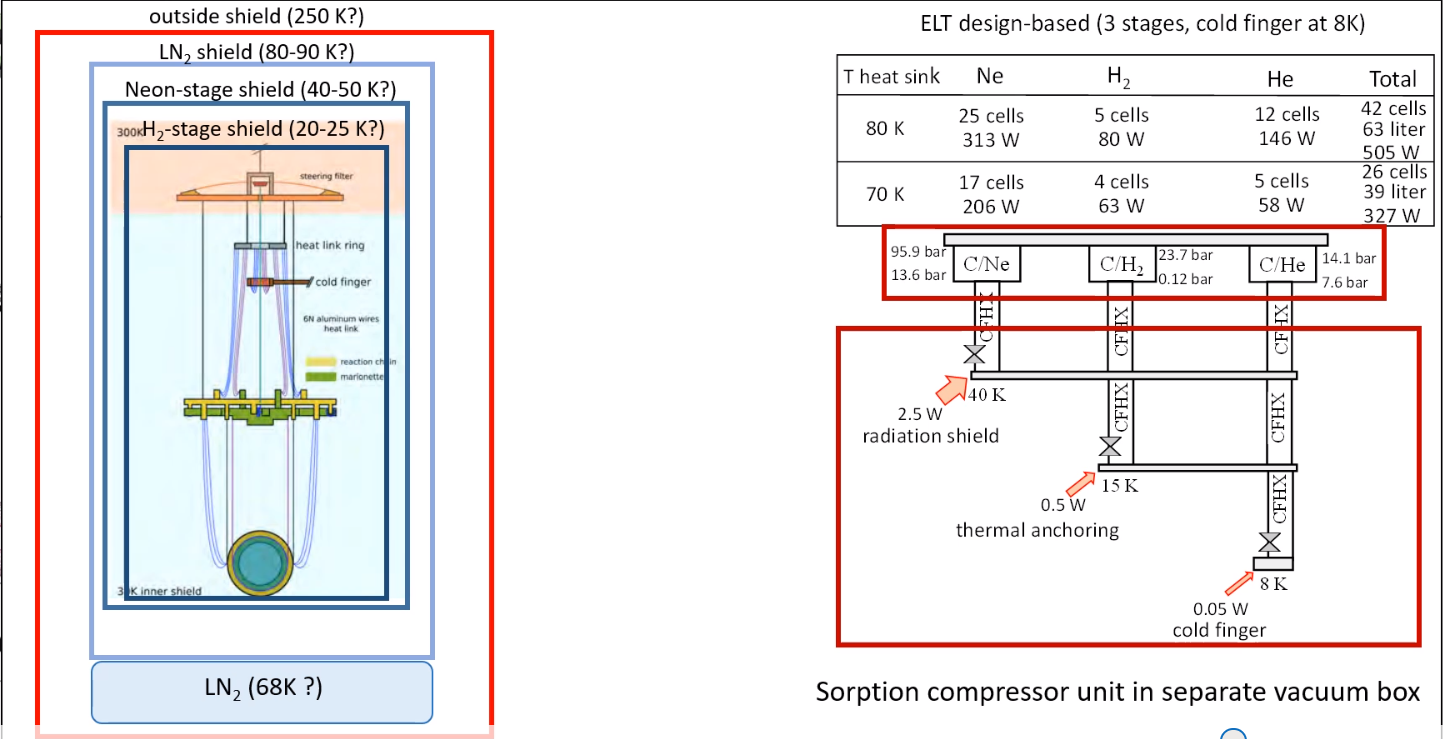 outside shield (250 K?)
LN₂ shield (80-90 K?)
Neon-stage shield (40-50 K?)
300K
H₂-stage shield (20-25 K?)
steering filter
heat link ring
cold finger
6N aluminum wires
heat link
reaction chain
marionette
inner shield
LN₂ (68K ?)
ELT design-based (3 stages, cold finger at 8K)
T heat sink Ne H₂ He Total
80 K
25 cells
313 W
5 cells
80 W
12 cells
146 W
42 cells
63 liter
505 W
70 K
17 cells
206 W
4 cells
63 W
5 cells
58 W
26 cells
39 liter
327 W
95.9 bar
13.6 bar
C/Ne
C/H₂
23.7 bar
0.12 bar
C/He
14.1 bar
7.6 bar
CFHX
CFHX
CFHX
40 K
2.5 W
radiation shield
CFHX
CFHX
15 K
0.5 W
thermal anchoring
CFHX
8 K
0.05 W
cold finger
Sorption compressor unit in separate vacuum box